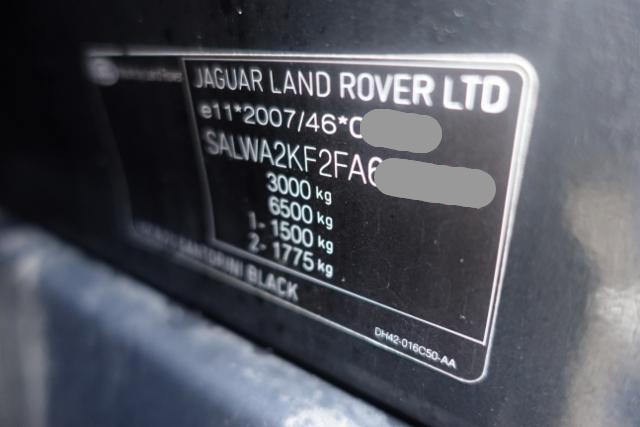 JAGUAR LAND ROVER LTD
e11*2007/46*0
SALWA2KF2FA6
3000 kg
6500 kg
1- 1500 kg
2- 1775 kg
SANTORINI BLACK
DH42-016C50-AA